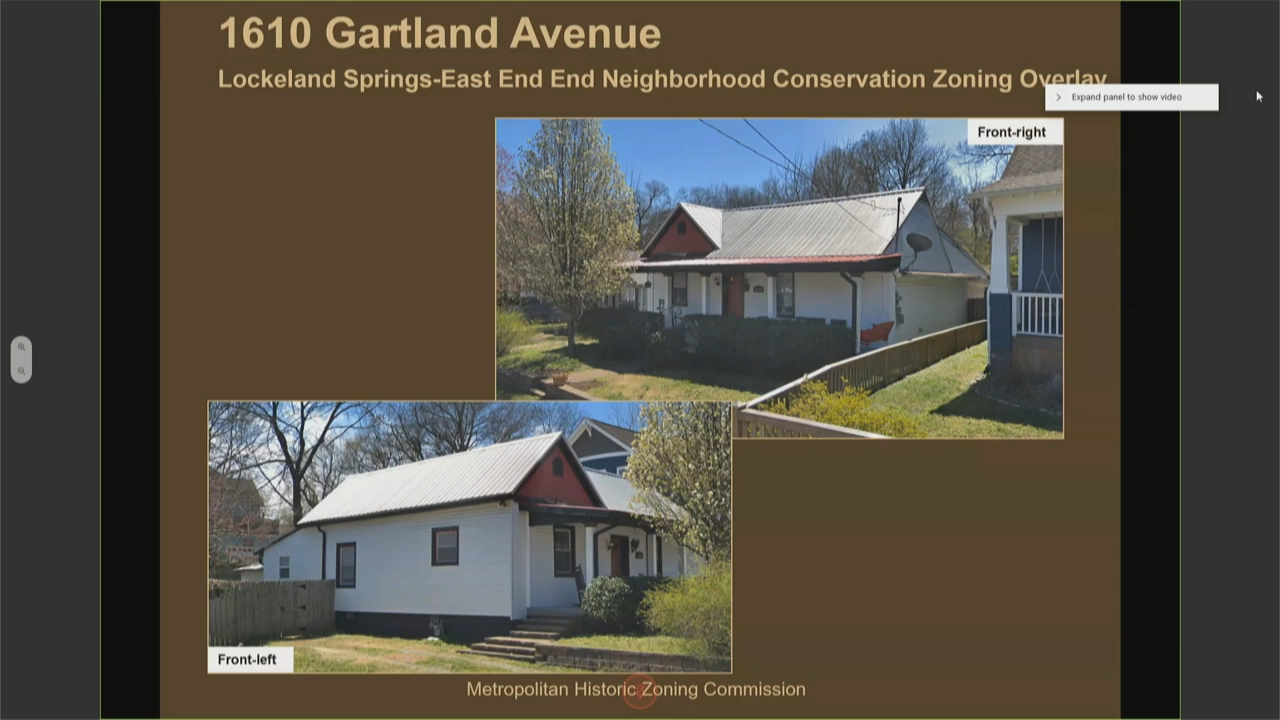 1610 Gartland Avenue
Lockeland Springs-East End End Neighborhood Conservation Zoning Overlay
Expand panel to show video
Front-right
Front-left
Metropolitan Historic Zoning Commission